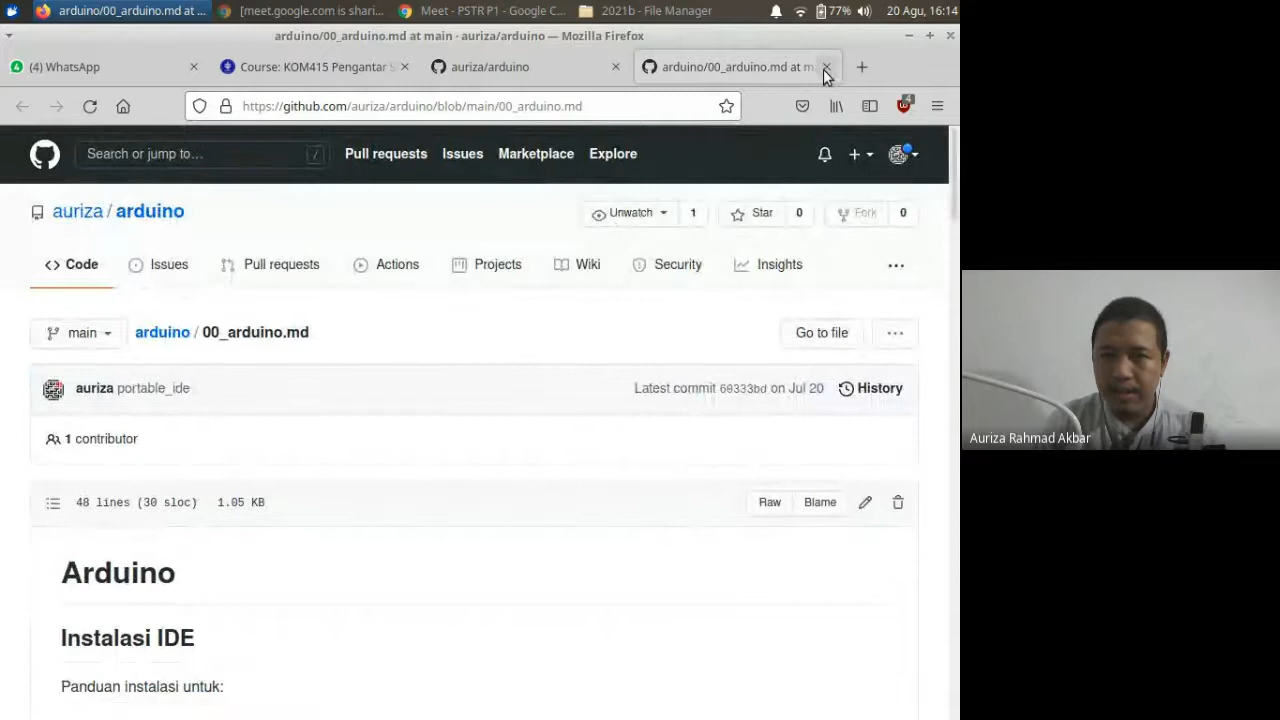 arduino/00_arduino.md at ...
[meet.google.com is shari...
Meet - PSTR P1 - Google C...
2021b - File Manager
77%
20 Agu, 16:14
arduino/00_arduino.md at main · auriza/arduino — Mozilla Firefox
(4) WhatsApp
Course: KOM415 Pengantar S
auriza/arduino
arduino/00_arduino.md at m
https://github.com/auriza/arduino/blob/main/00_arduino.md
4
Search or jump to…
/
Pull requests
Issues
Marketplace
Explore
auriza / arduino
Unwatch
1
Star
0
Fork
0
Code
Issues
Pull requests
Actions
Projects
Wiki
Security
Insights
main
arduino / 00_arduino.md
Go to file
auriza portable_ide
Latest commit 60333bd on Jul 20
History
1 contributor
48 lines (30 sloc)
1.05 KB
Raw
Blame
Arduino
Instalasi IDE
Panduan instalasi untuk:
Auriza Rahmad Akbar